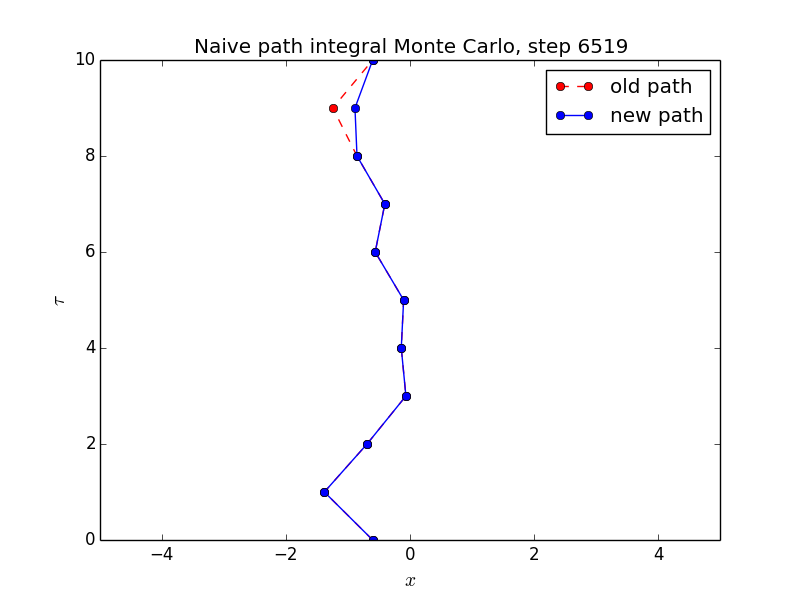 Naive path integral Monte Carlo, step 6519
10
8
6
4
2
0
τ
old path
new path
−4 −2 0 2 4
x